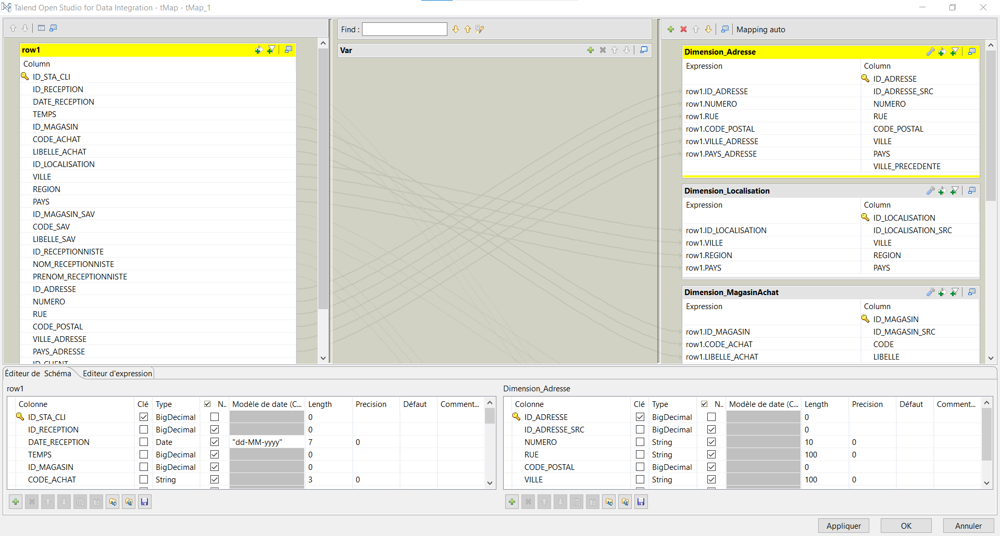 Talend Open Studio for Data Integration - tMap - tMap_1
Find :
Mapping auto
row1
Column
ID_STA_CLI
ID_RECEPTION
DATE_RECEPTION
TEMPS
ID_MAGASIN
CODE_ACHAT
LIBELLE_ACHAT
ID_LOCALISATION
VILLE
REGION
PAYS
ID_MAGASIN_SAV
CODE_SAV
LIBELLE_SAV
ID_RECEPTIONNISTE
NOM_RECEPTIONNISTE
PRENOM_RECEPTIONNISTE
ID_ADRESSE
NUMERO
RUE
CODE_POSTAL
VILLE_ADRESSE
PAYS_ADRESSE
ID_CLIENT
Var
Dimension_Adresse
Expression Column
ID_ADRESSE
row1.ID_ADRESSE ID_ADRESSE_SRC
row1.NUMERO NUMERO
row1.RUE RUE
row1.CODE_POSTAL CODE_POSTAL
row1.VILLE_ADRESSE VILLE
row1.PAYS_ADRESSE PAYS
VILLE_PRECEDENTE
Dimension_Localisation
Expression Column
ID_LOCALISATION
row1.ID_LOCALISATION ID_LOCALISATION_SRC
row1.VILLE VILLE
row1.REGION REGION
row1.PAYS PAYS
Dimension_MagasinAchat
Expression Column
ID_MAGASIN
row1.ID_MAGASIN ID_MAGASIN_SRC
row1.CODE_ACHAT CODE
row1.LIBELLE_ACHAT LIBELLE
Éditeur de Schéma Editeur d'expression
row1
Colonne Clé Type N.. Modèle de date (C... Length Precision Défaut Comment...
ID_STA_CLI BigDecimal 0
ID_RECEPTION BigDecimal 0
DATE_RECEPTION Date "dd-MM-yyyy" 7 0
TEMPS BigDecimal 0
ID_MAGASIN BigDecimal 0
CODE_ACHAT String 3 0
Dimension_Adresse
Colonne Clé Type N.. Modèle de date (C... Length Precision Défaut Comment...
ID_ADRESSE BigDecimal 0
ID_ADRESSE_SRC BigDecimal 0
NUMERO String 10 0
RUE String 100 0
CODE_POSTAL BigDecimal 0
VILLE String 100 0
Appliquer OK Annuler